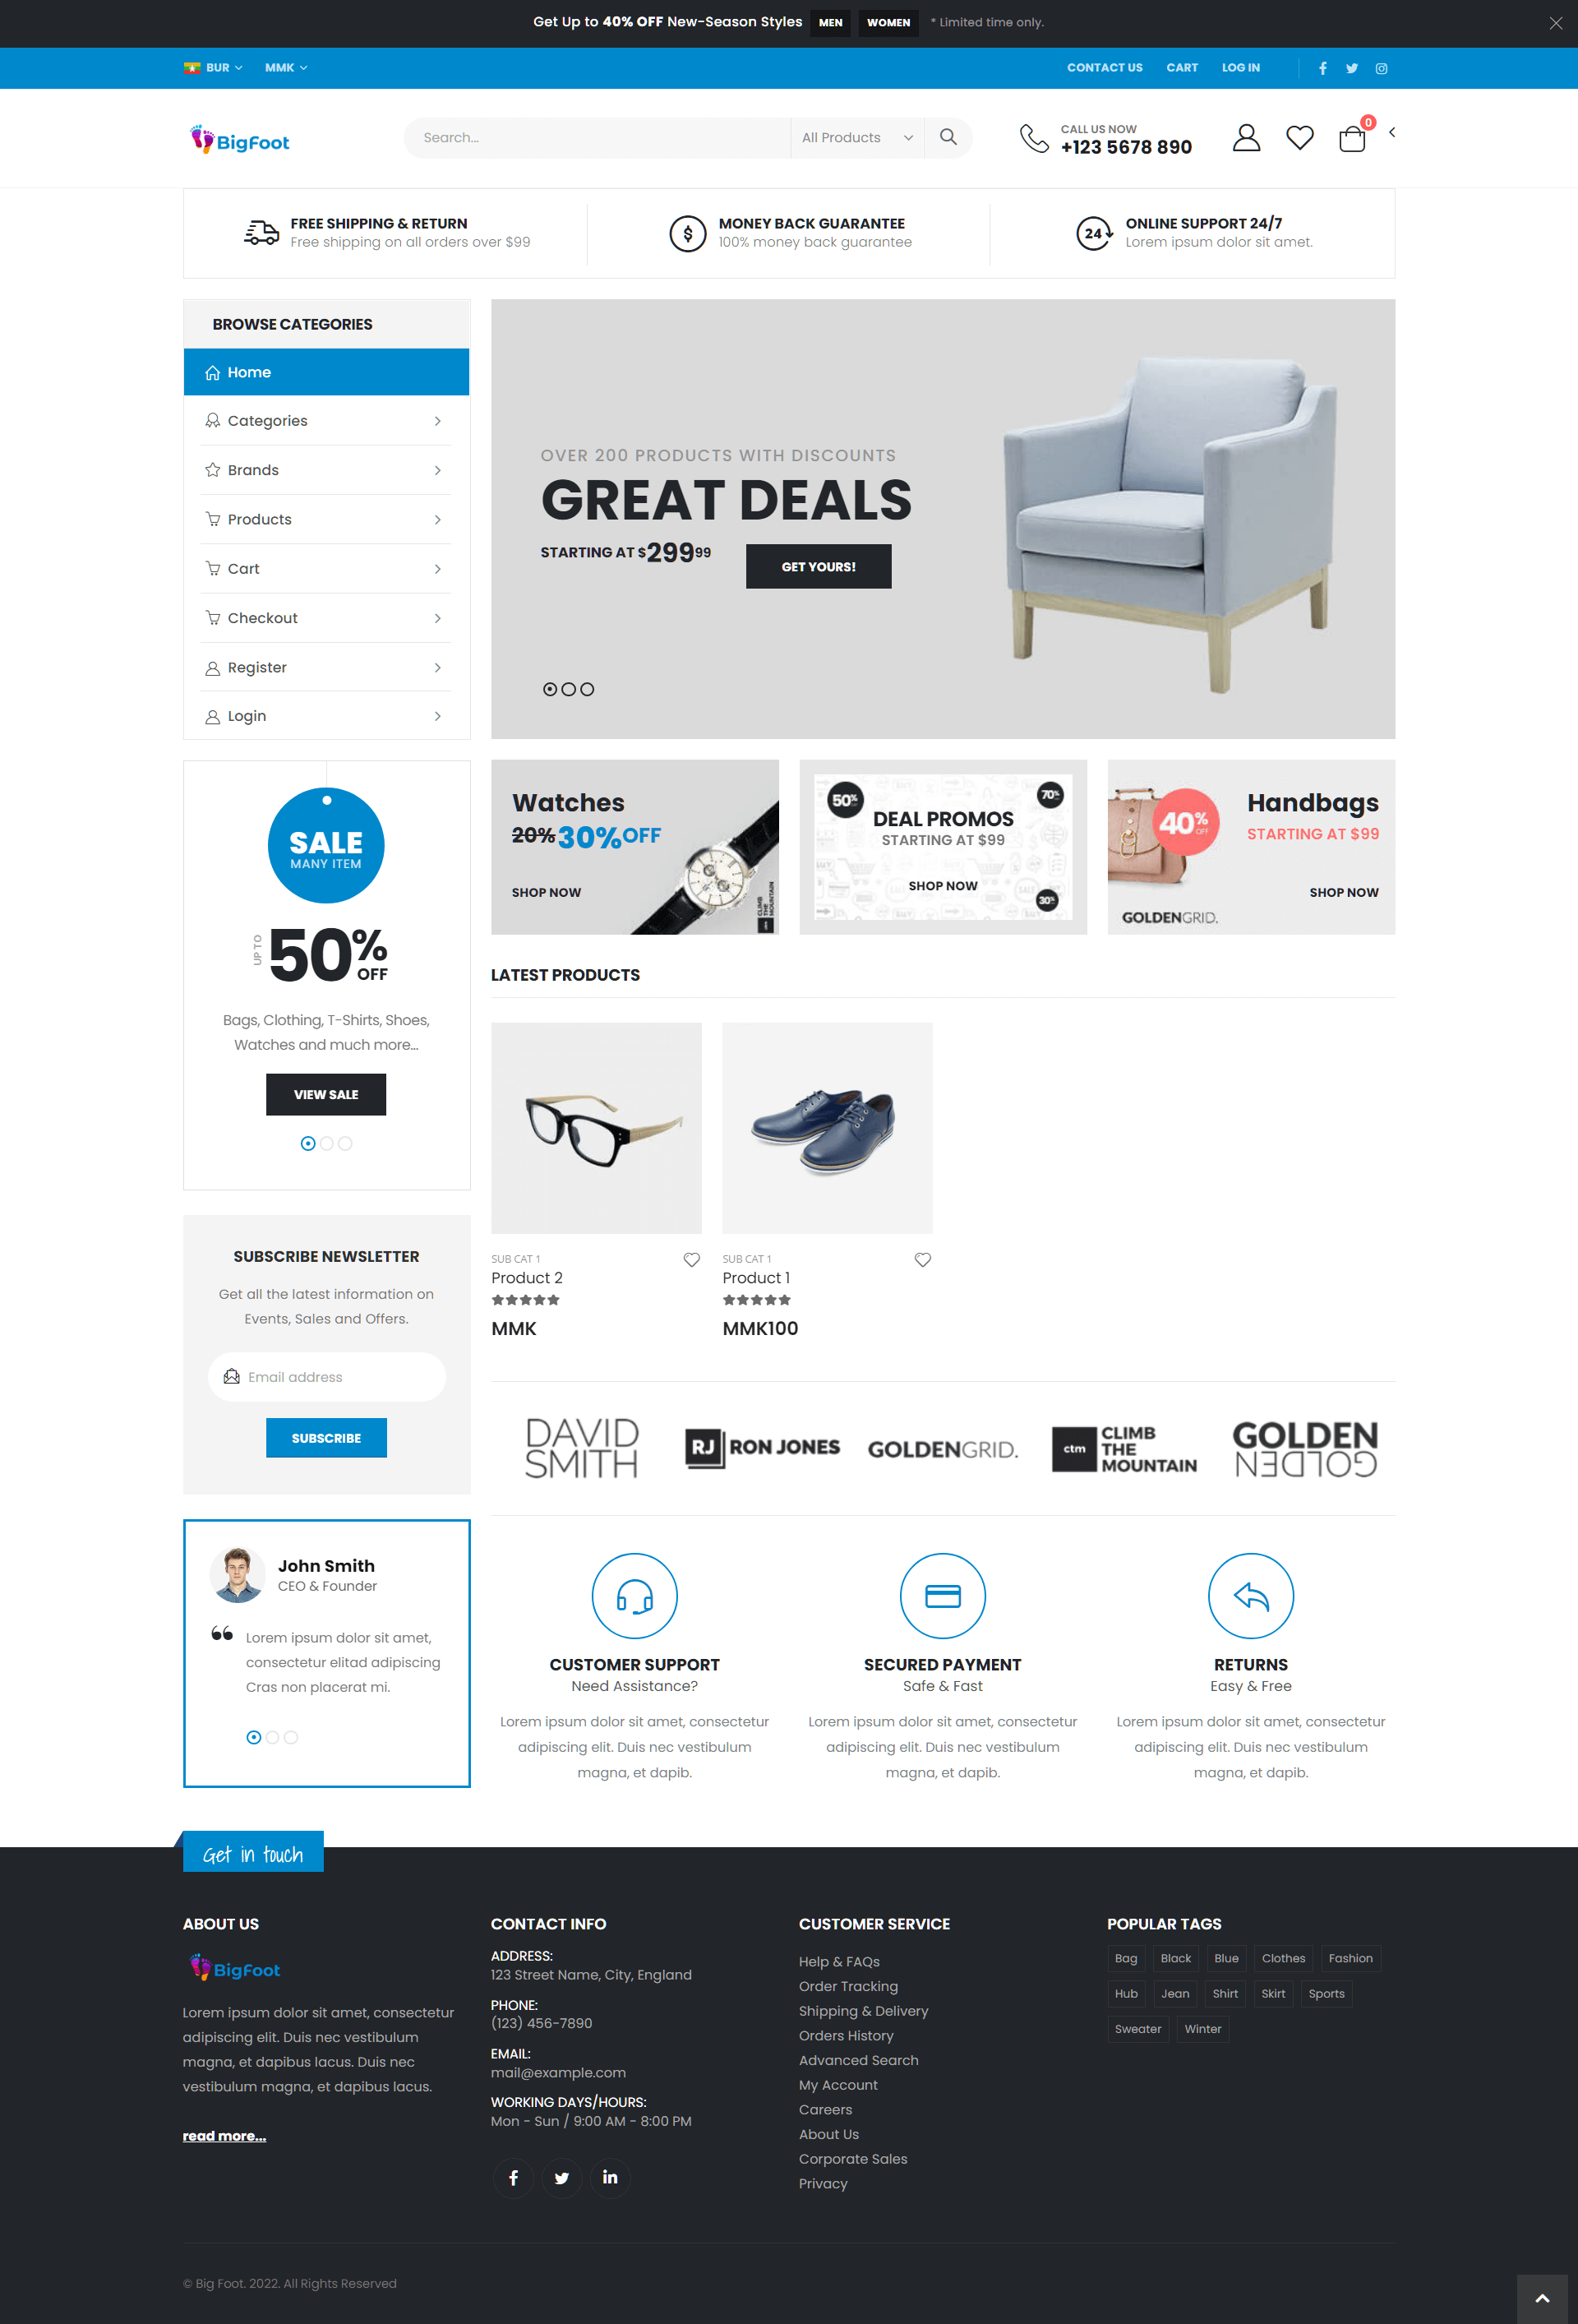 Get Up to 40% OFF New-Season Styles MEN WOMEN * Limited time only.
BUR MMK CONTACT US CART LOG IN
BigFoot Search... All Products CALL US NOW 0
+123 5678 890
FREE SHIPPING & RETURN
Free shipping on all orders over $99
MONEY BACK GUARANTEE
100% money back guarantee
24
ONLINE SUPPORT 24/7
Lorem ipsum dolor sit amet.
BROWSE CATEGORIES
Home
Categories
Brands
Products
Cart
Checkout
Register
Login
OVER 200 PRODUCTS WITH DISCOUNTS
GREAT DEALS
STARTING AT $29999
GET YOURS!
SALE
MANY ITEM
UP TO
50%
OFF
Bags, Clothing, T-Shirts, Shoes,
Watches and much more...
VIEW SALE
Watches
20% 30%OFF
SHOP NOW
ctm CLIMB
THE
MOUNTAIN
50%
70%
DEAL PROMOS
STARTING AT $99
SHOP NOW
30%
40% OFF
Handbags
STARTING AT $99
SHOP NOW
GOLDENGRID.
LATEST PRODUCTS
SUB CAT 1
Product 2
MMK
SUB CAT 1
Product 1
MMK100
SUBSCRIBE NEWSLETTER
Get all the latest information on
Events, Sales and Offers.
Email address
SUBSCRIBE
DAVID
SMITH
RJ RON JONES
GOLDENGRID.
ctm CLIMB
THE
MOUNTAIN
GOLDEN
GOLDEN
John Smith
CEO & Founder
“ Lorem ipsum dolor sit amet,
consectetur elitad adipiscing
Cras non placerat mi.
CUSTOMER SUPPORT
Need Assistance?
Lorem ipsum dolor sit amet, consectetur
adipiscing elit. Duis nec vestibulum
magna, et dapib.
SECURED PAYMENT
Safe & Fast
Lorem ipsum dolor sit amet, consectetur
adipiscing elit. Duis nec vestibulum
magna, et dapib.
RETURNS
Easy & Free
Lorem ipsum dolor sit amet, consectetur
adipiscing elit. Duis nec vestibulum
magna, et dapib.
Get in touch
ABOUT US
BigFoot
Lorem ipsum dolor sit amet, consectetur
adipiscing elit. Duis nec vestibulum
magna, et dapibus lacus. Duis nec
vestibulum magna, et dapibus lacus.
read more...
CONTACT INFO
ADDRESS:
123 Street Name, City, England
PHONE:
(123) 456-7890
EMAIL:
mail@example.com
WORKING DAYS/HOURS:
Mon - Sun / 9:00 AM - 8:00 PM
CUSTOMER SERVICE
Help & FAQs
Order Tracking
Shipping & Delivery
Orders History
Advanced Search
My Account
Careers
About Us
Corporate Sales
Privacy
POPULAR TAGS
Bag Black Blue Clothes Fashion
Hub Jean Shirt Skirt Sports
Sweater Winter
© Big Foot. 2022. All Rights Reserved